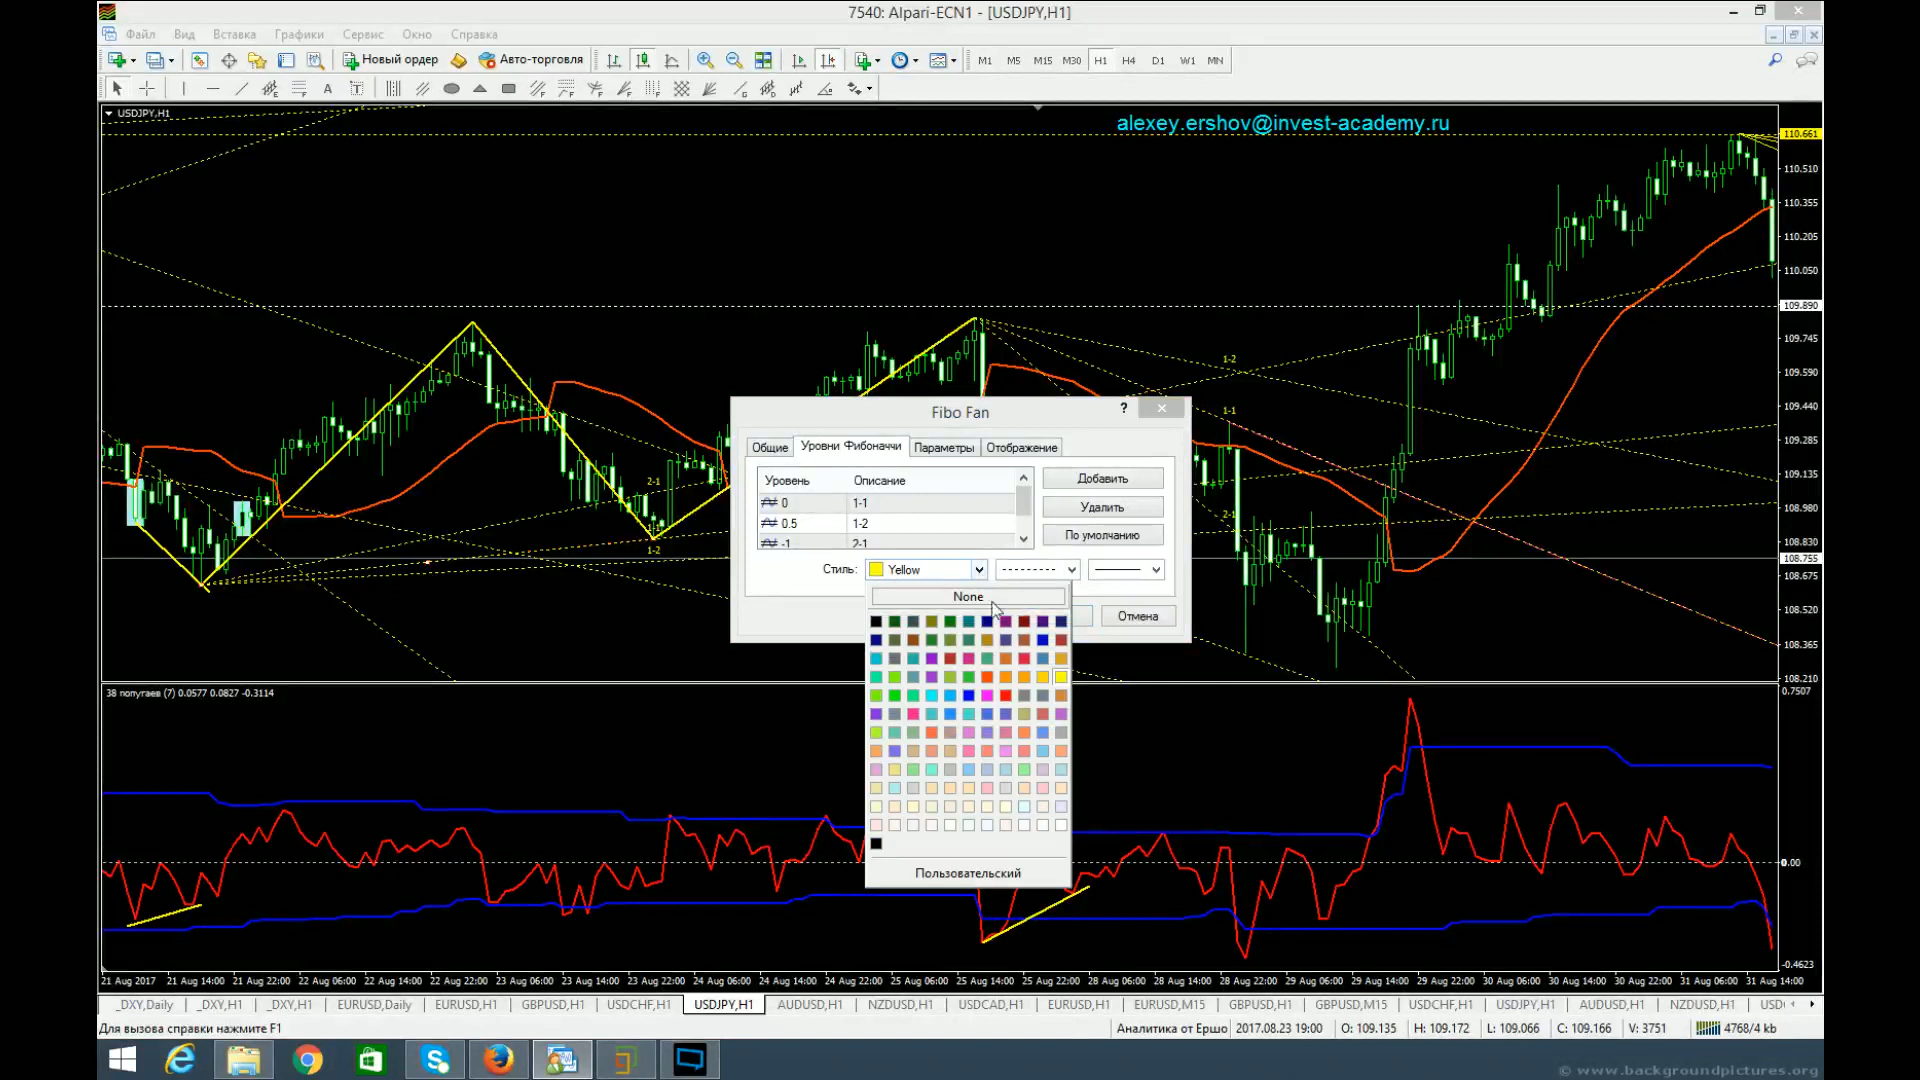 7540: Alpari-ECN1 - [USDJPY,H1]
Файл Вид Вставка Графики Сервис Окно Справка
Новый ордер Авто-торговля M1 M5 M15 M30 H1 H4 D1 W1 MN
A T
USDJPY,H1
alexey.ershov@invest-academy.ru
110.661
110.510
110.355
110.205
110.050
109.890
109.745
109.590
109.440
109.285
109.135
108.980
108.830
108.755
108.675
108.520
108.365
108.210
1-2
1-1
2-1
2-1
1-1
1-2
Fibo Fan
Общие Уровни Фибоначчи Параметры Отображение
Уровень Описание
0 1-1
0.5 1-2
-1 2-1
Добавить
Удалить
По умолчанию
Стиль: Yellow
None
Отмена
Пользовательский
38 попугаев (7) 0.0577 0.0827 -0.3114
0.7507
0.00
-0.4623
21 Aug 2017 21 Aug 14:00 21 Aug 22:00 22 Aug 06:00 22 Aug 14:00 22 Aug 22:00 23 Aug 06:00 23 Aug 14:00 23 Aug 22:00 24 Aug 06:00 24 Aug 14:00 24 Aug 22:00 25 Aug 06:00 25 Aug 14:00 25 Aug 22:00 28 Aug 06:00 28 Aug 14:00 28 Aug 22:00 29 Aug 06:00 29 Aug 14:00 29 Aug 22:00 30 Aug 06:00 30 Aug 14:00 30 Aug 22:00 31 Aug 06:00 31 Aug 14:00
_DXY,Daily _DXY,H1 _DXY,H1 EURUSD,Daily EURUSD,H1 GBPUSD,H1 USDCHF,H1 USDJPY,H1 AUDUSD,H1 NZDUSD,H1 USDCAD,H1 EURUSD,H1 EURUSD,M15 GBPUSD,H1 GBPUSD,M15 USDCHF,H1 USDJPY,H1 AUDUSD,H1 NZDUSD,H1 USD
Для вызова справки нажмите F1 Аналитика от Ершо 2017.08.23 19:00 O: 109.135 H: 109.172 L: 109.066 C: 109.166 V: 3751 4768/4 kb
© www.backgroundpictures.org